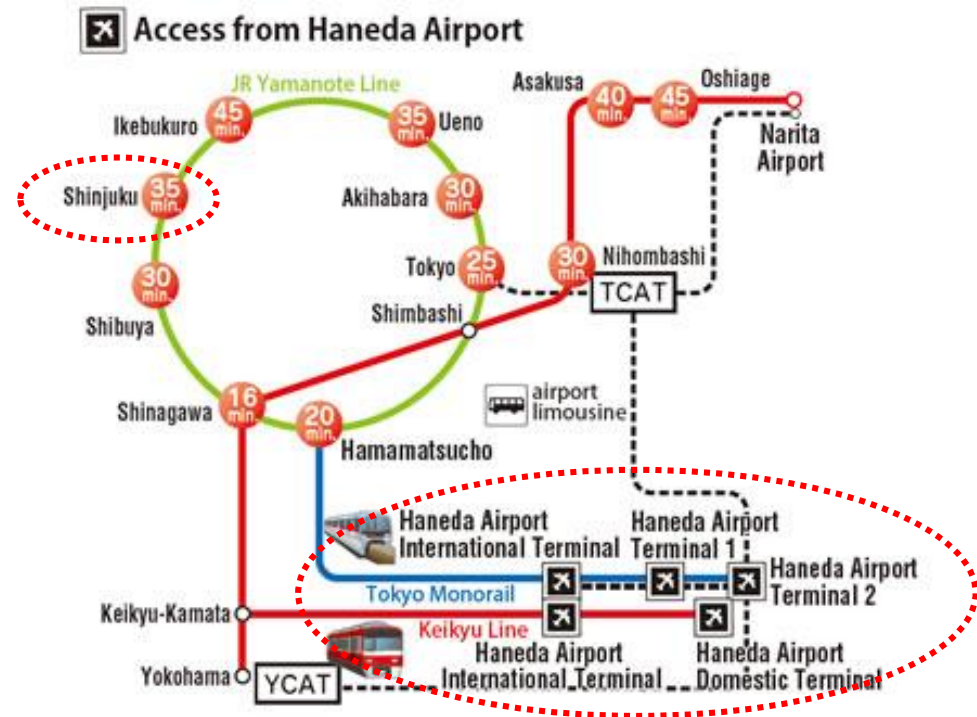 Access from Haneda Airport
JR Yamanote Line
Asakusa
40
min.
45
min.
Oshiage
Narita
Airport
Ikebukuro
45
min.
35
min.
Ueno
Shinjuku
35
min.
Akihabara
30
min.
Tokyo
25
min.
30
min.
Nihombashi
TCAT
30
min.
Shibuya
Shimbashi
Shinagawa
16
min.
20
min.
Hamamatsucho
airport
limousine
Haneda Airport
International Terminal
Haneda Airport
Terminal 1
Haneda Airport
Terminal 2
Tokyo Monorail
Keikyu-Kamata
Keikyu Line
Haneda Airport
International Terminal
Haneda Airport
Domestic Terminal
Yokohama
YCAT